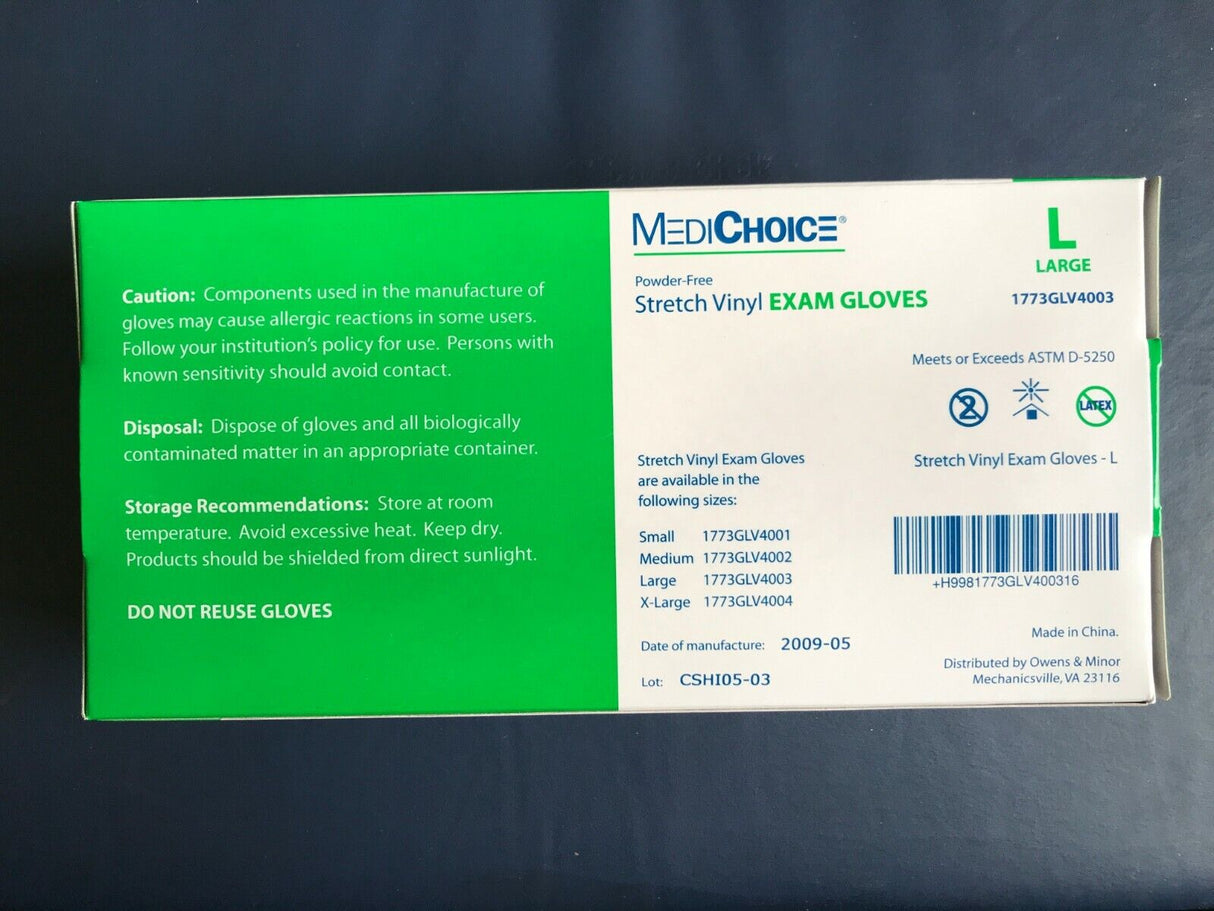 Caution: Components used in the manufacture of
gloves may cause allergic reactions in some users.
Follow your institution's policy for use. Persons with
known sensitivity should avoid contact.
Disposal: Dispose of gloves and all biologically
contaminated matter in an appropriate container.
Storage Recommendations: Store at room
temperature. Avoid excessive heat. Keep dry.
Products should be shielded from direct sunlight.
DO NOT REUSE GLOVES
MEDICHOICE®
Powder-Free
Stretch Vinyl EXAM GLOVES
L
LARGE
1773GLV4003
Meets or Exceeds ASTM D-5250
2
LATEX
Stretch Vinyl Exam Gloves
are available in the
following sizes:
Small 1773GLV4001
Medium 1773GLV4002
Large 1773GLV4003
X-Large 1773GLV4004
Stretch Vinyl Exam Gloves - L
+H9981773GLV400316
Date of manufacture: 2009-05
Lot: CSHI05-03
Made in China.
Distributed by Owens & Minor
Mechanicsville, VA 23116